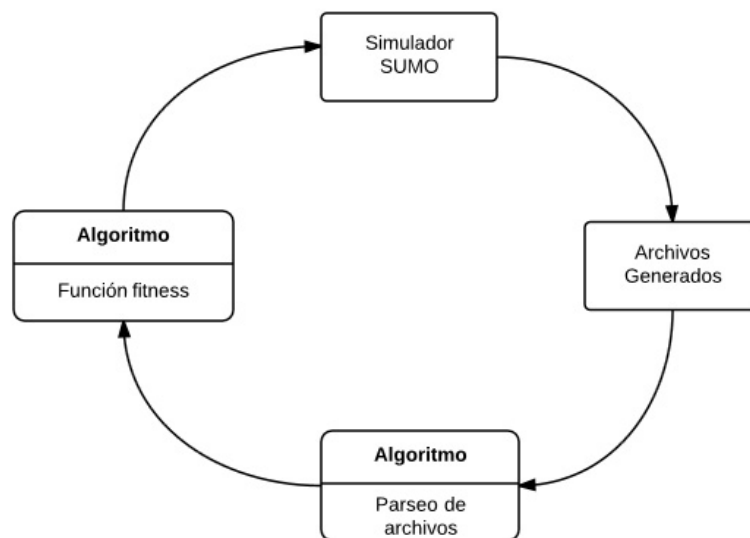 Simulador
SUMO
Algoritmo
Función fitness
Archivos
Generados
Algoritmo
Parseo de
archivos